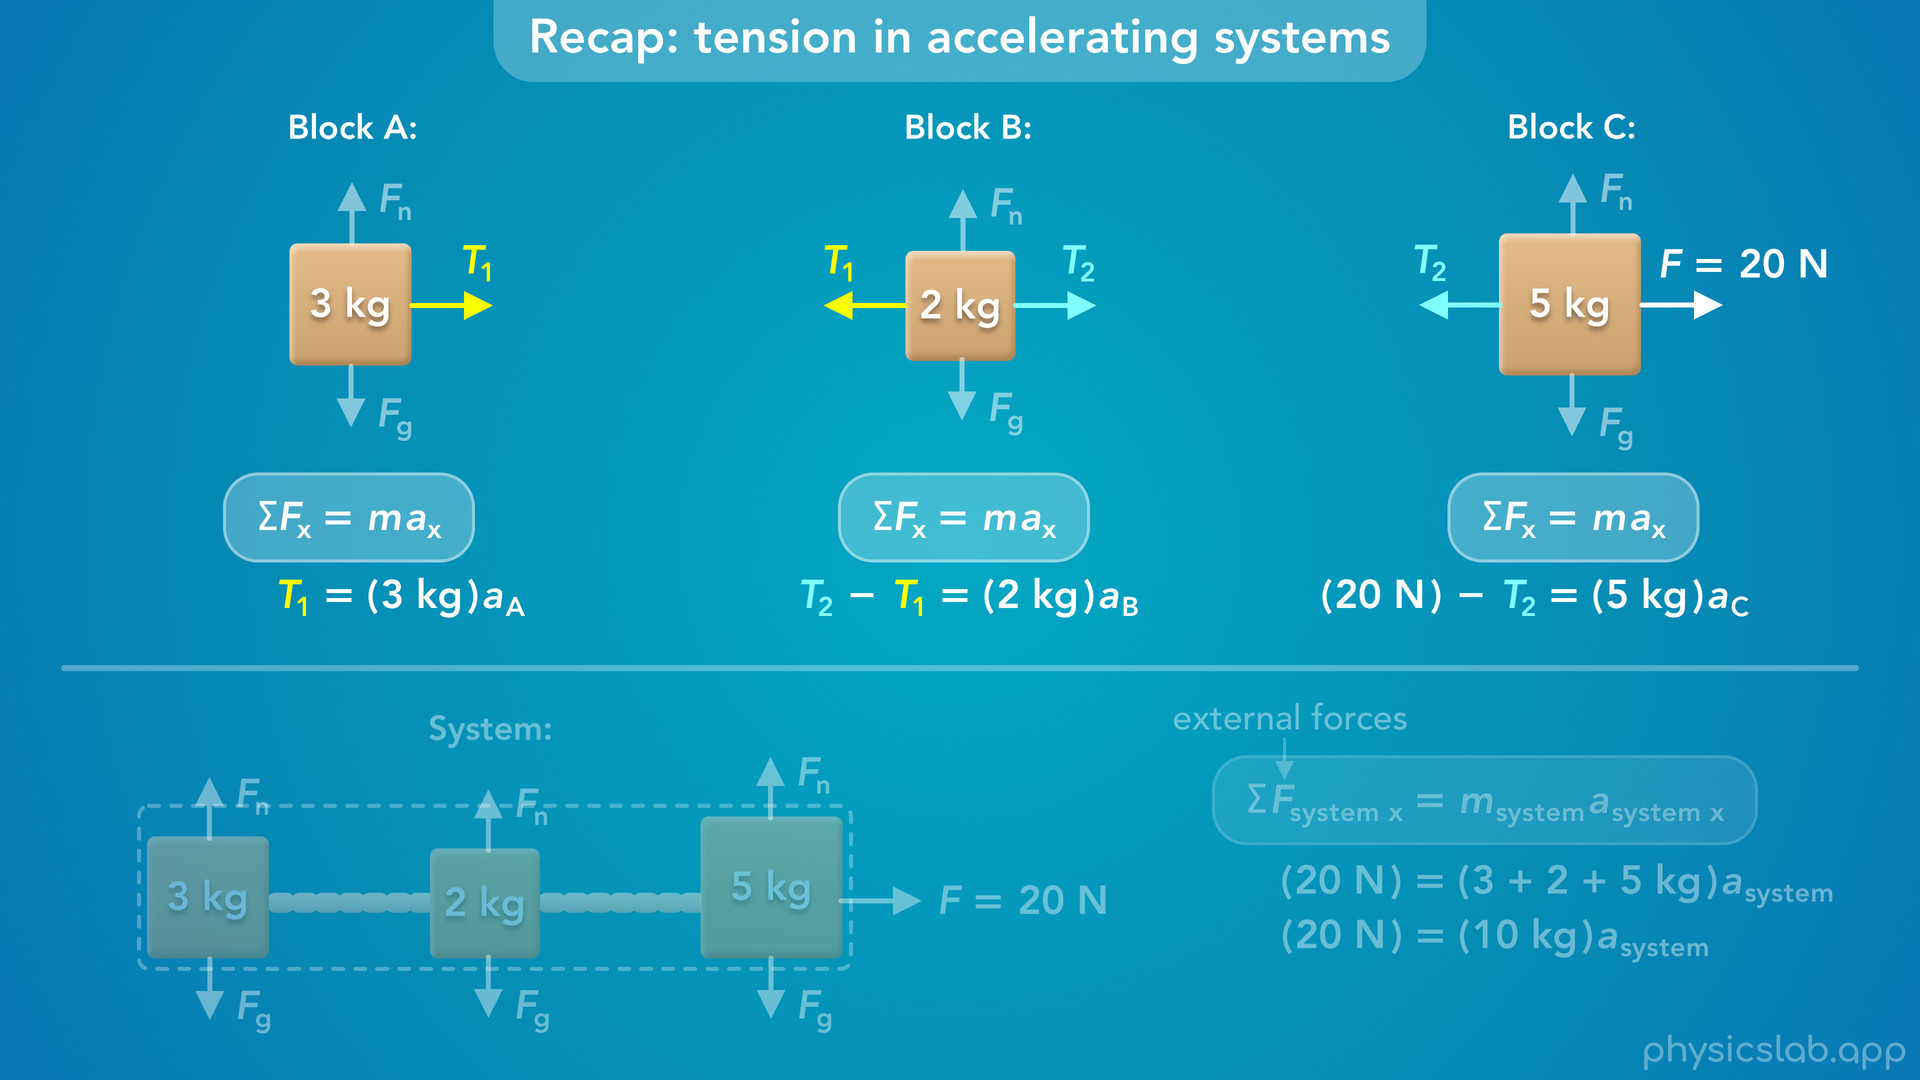 Recap: tension in accelerating systems
Block A:
Block B:
Block C:
Fn
Fn
Fn
T1
T1
T2
T2
F = 20 N
3 kg
2 kg
5 kg
Fg
Fg
Fg
ΣFx = max
ΣFx = max
ΣFx = max
T1 = (3 kg)aA
T2 − T1 = (2 kg)aB
(20 N) − T2 = (5 kg)aC
System:
Fn
Fn
Fn
3 kg
2 kg
5 kg
F = 20 N
Fg
Fg
Fg
external forces
ΣFsystem x = msystem asystem x
(20 N) = (3 + 2 + 5 kg)asystem
(20 N) = (10 kg)asystem
physicslab.app